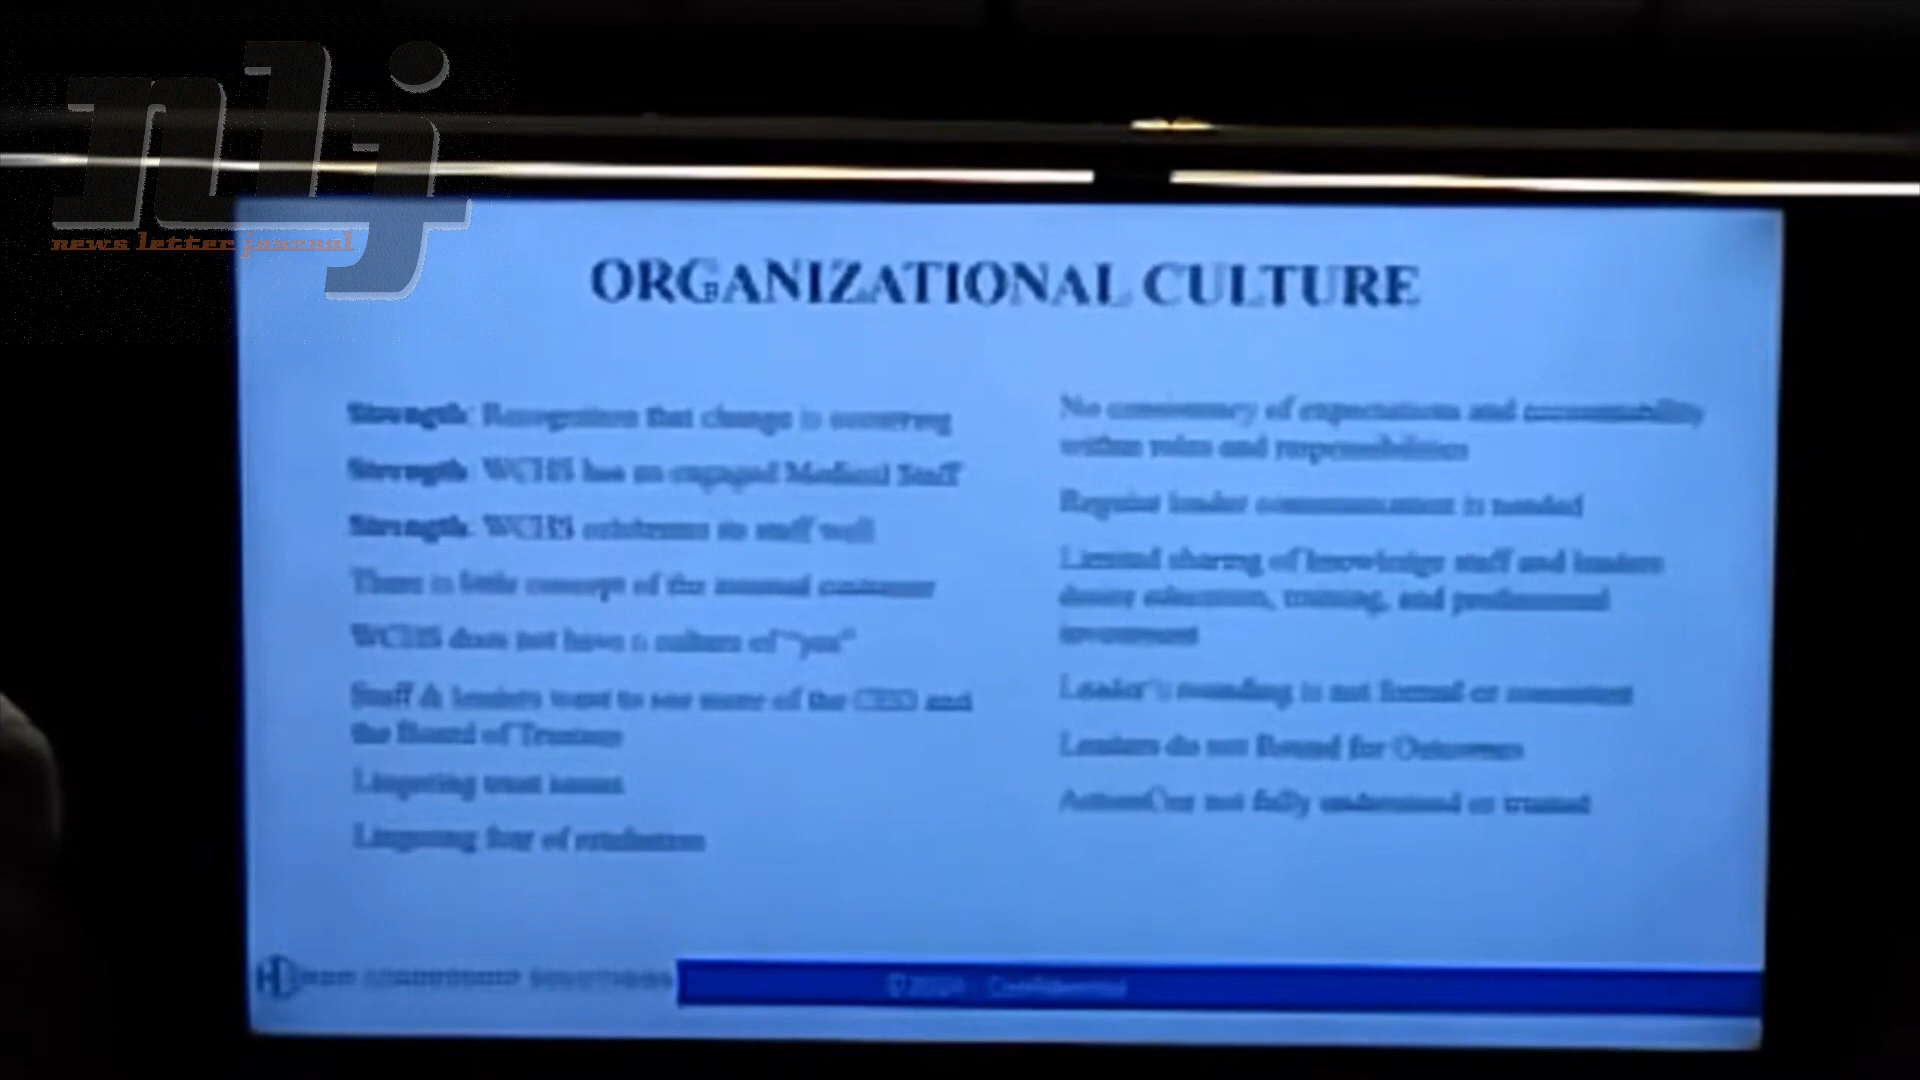 nlj
news letter journal
ORGANIZATIONAL CULTURE
Strength: Recognition that change is occurring
Strength: WCHS has an engaged Medical Staff
Strength: WCHS staff well
There is little concept of the internal customer
WCHS does not have a culture of "yes"
Staff & leaders want to see more of the CEO and
the Board of Trustees
Lingering trust issues
Lingering fear of retaliation
No consistency of expectations and accountability
within roles and responsibilities
Regular leader communication is needed
Limited sharing of knowledge staff and leaders
desire education, training, and professional
investment
Leader's rounding is not formal or consistent
Leaders do not Round for Outcomes
not fully understood or trusted
SOLUTIONS
Confidential